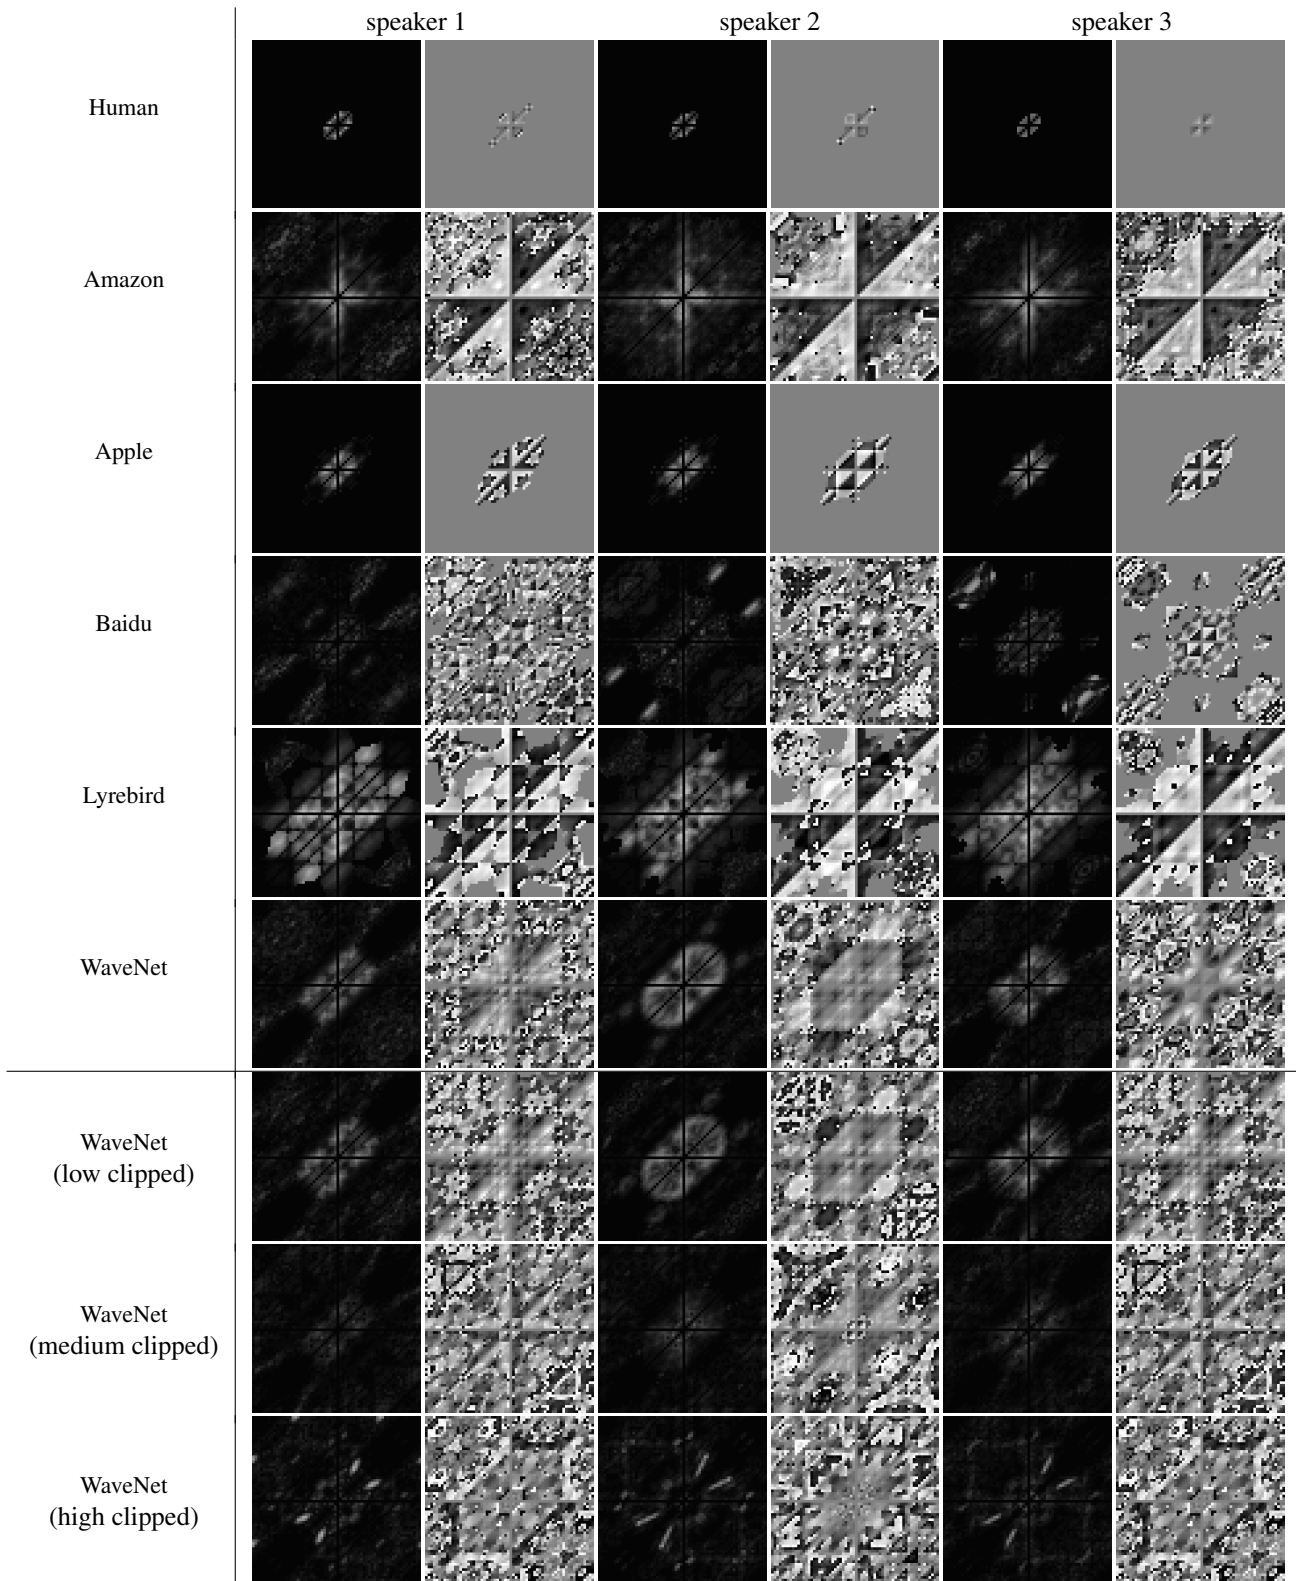 speaker 1 speaker 2 speaker 3
Human
Amazon
Apple
Baidu
Lyrebird
WaveNet
WaveNet
(low clipped)
WaveNet
(medium clipped)
WaveNet
(high clipped)